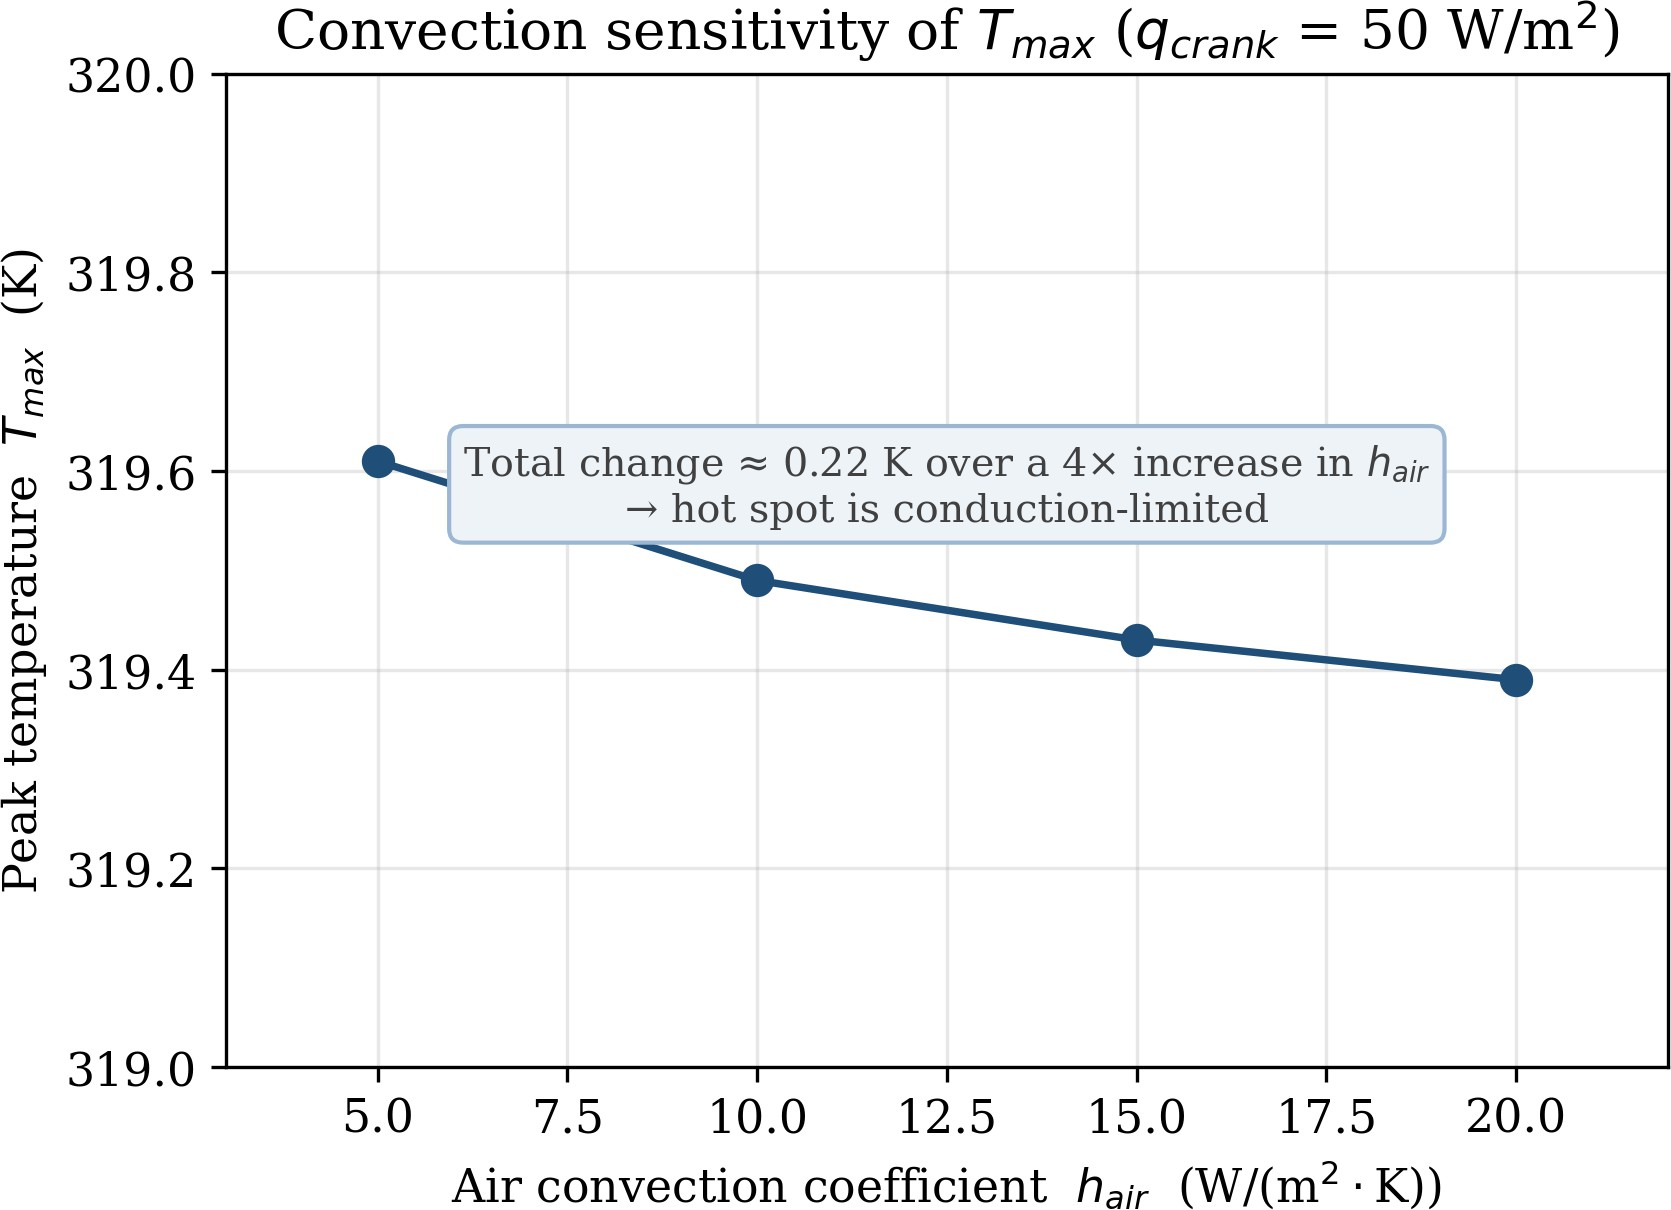 Convection sensitivity of T_max (q_crank = 50 W/m²)
320.0
319.8
319.6
319.4
319.2
319.0
Peak temperature T_max (K)
Total change ≈ 0.22 K over a 4× increase in h_air
→ hot spot is conduction-limited
5.0 7.5 10.0 12.5 15.0 17.5 20.0
Air convection coefficient h_air (W/(m² · K))